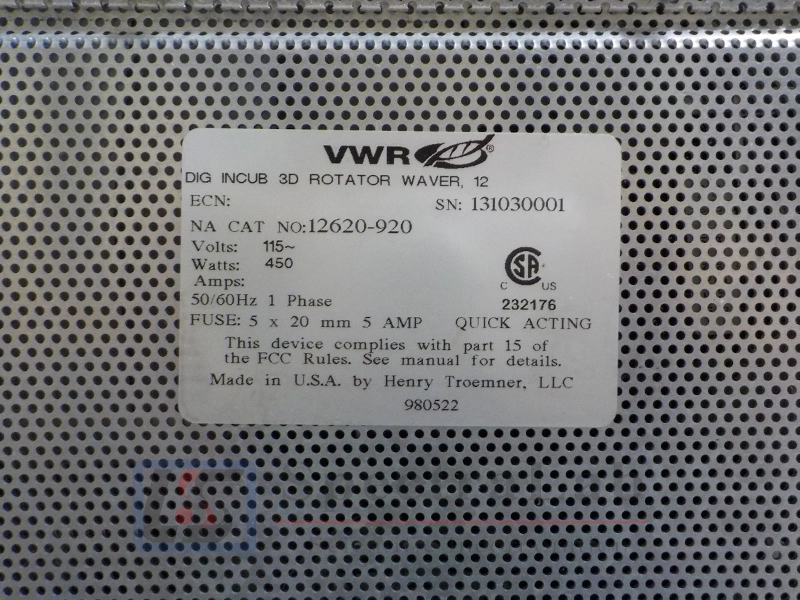 VWR®
DIG INCUB 3D ROTATOR WAVER, 12
ECN: SN: 131030001
NA CAT NO:12620-920
Volts: 115~
Watts: 450
Amps:
50/60Hz 1 Phase
C SA US
232176
FUSE: 5 x 20 mm 5 AMP QUICK ACTING
This device complies with part 15 of
the FCC Rules. See manual for details.
Made in U.S.A. by Henry Troemner, LLC
980522